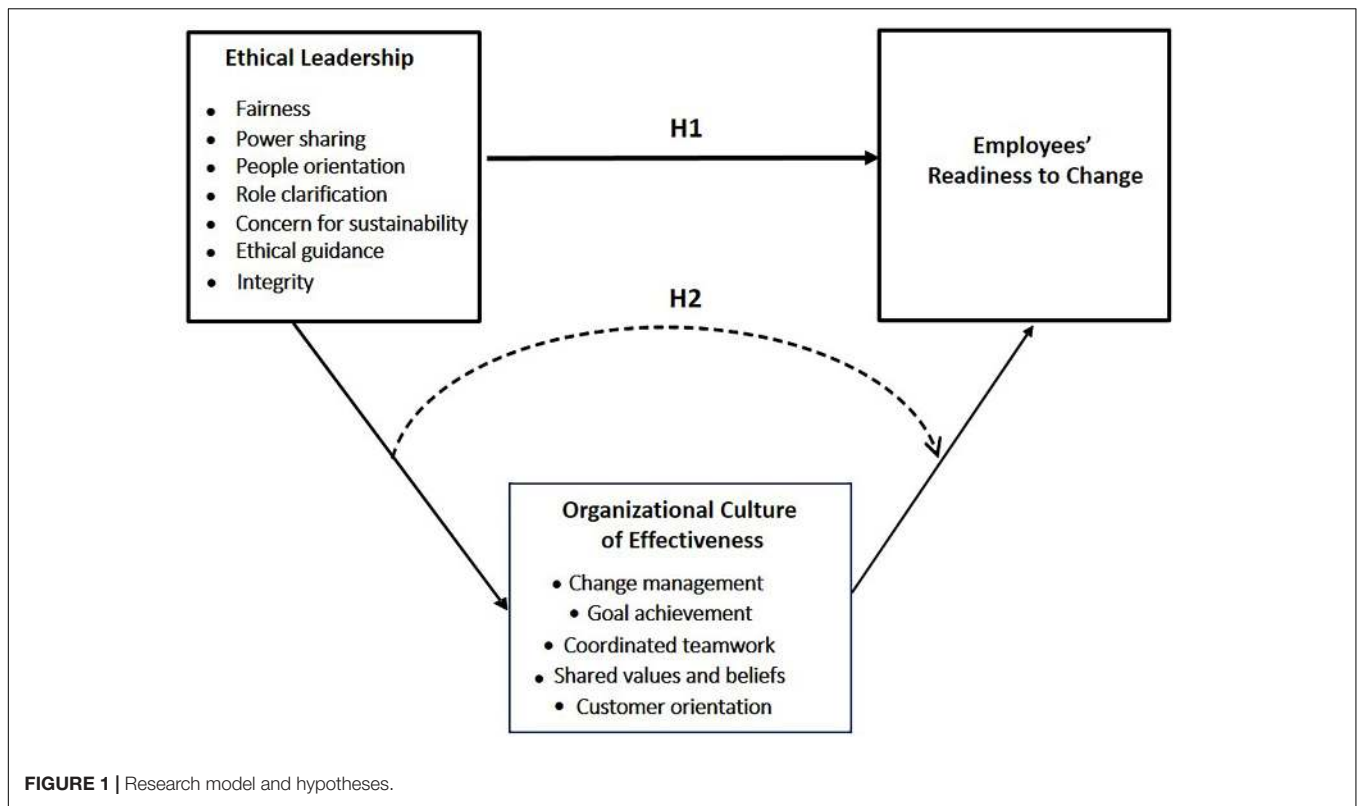 Ethical Leadership
• Fairness
• Power sharing
• People orientation
• Role clarification
• Concern for sustainability
• Ethical guidance
• Integrity
H1
Employees'
Readiness to Change
H2
Organizational Culture
of Effectiveness
• Change management
• Goal achievement
• Coordinated teamwork
• Shared values and beliefs
• Customer orientation
FIGURE 1 | Research model and hypotheses.